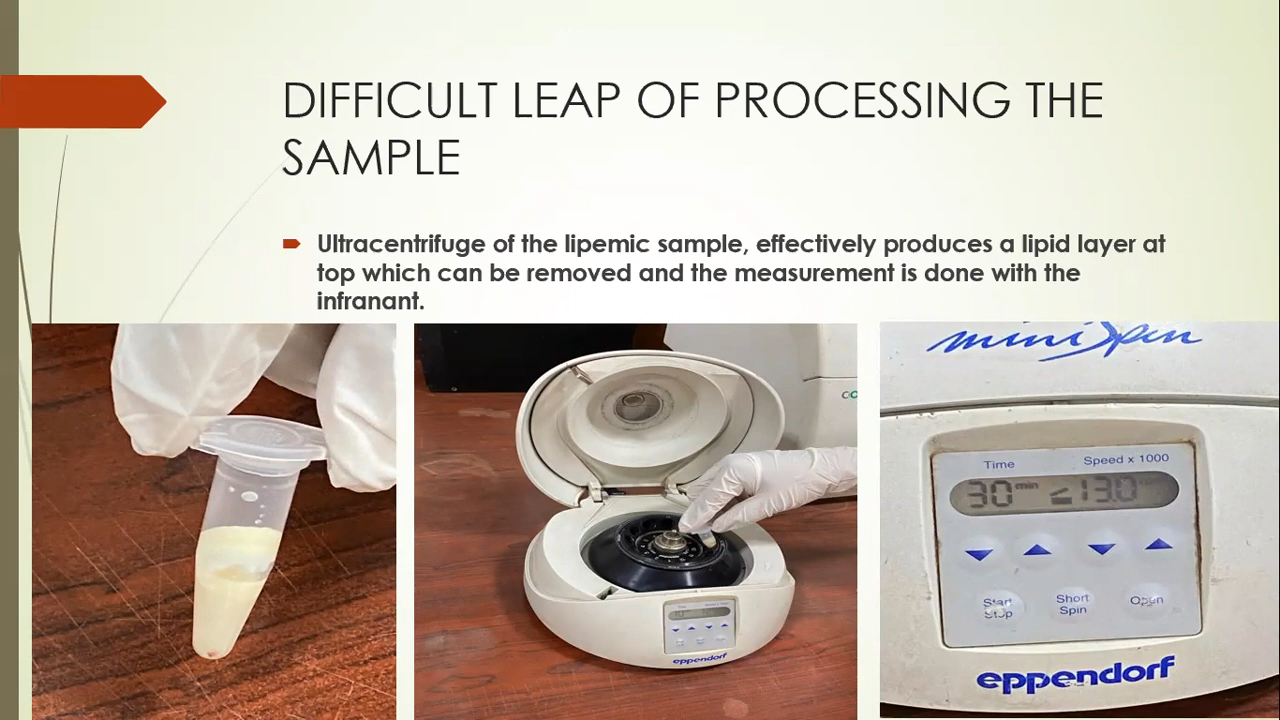 DIFFICULT LEAP OF PROCESSING THE
SAMPLE
Ultracentrifuge of the lipemic sample, effectively produces a lipid layer at
top which can be removed and the measurement is done with the
infranant.
miniSpin
Time Speed x 1000
30 min 13.0
Start Stop
Short Spin
Open
eppendorf
eppendorf